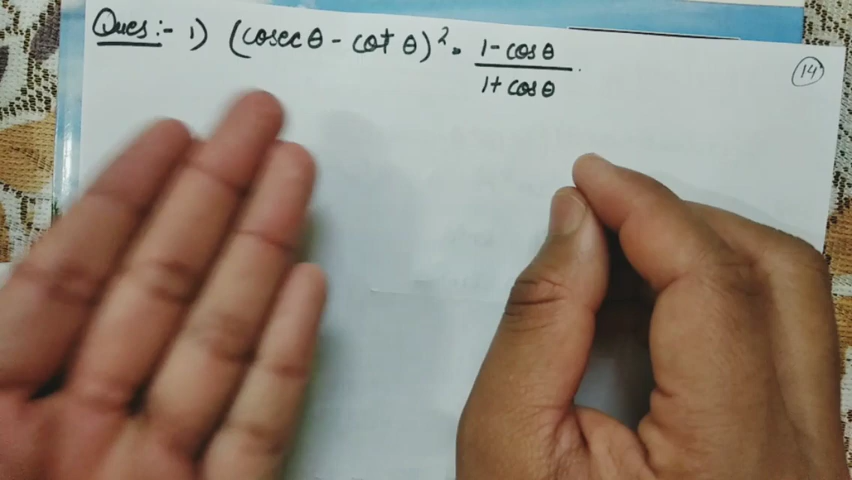 Ques :- 1) (cosec θ - cot θ)² = 1 - cos θ / 1 + cos θ
14